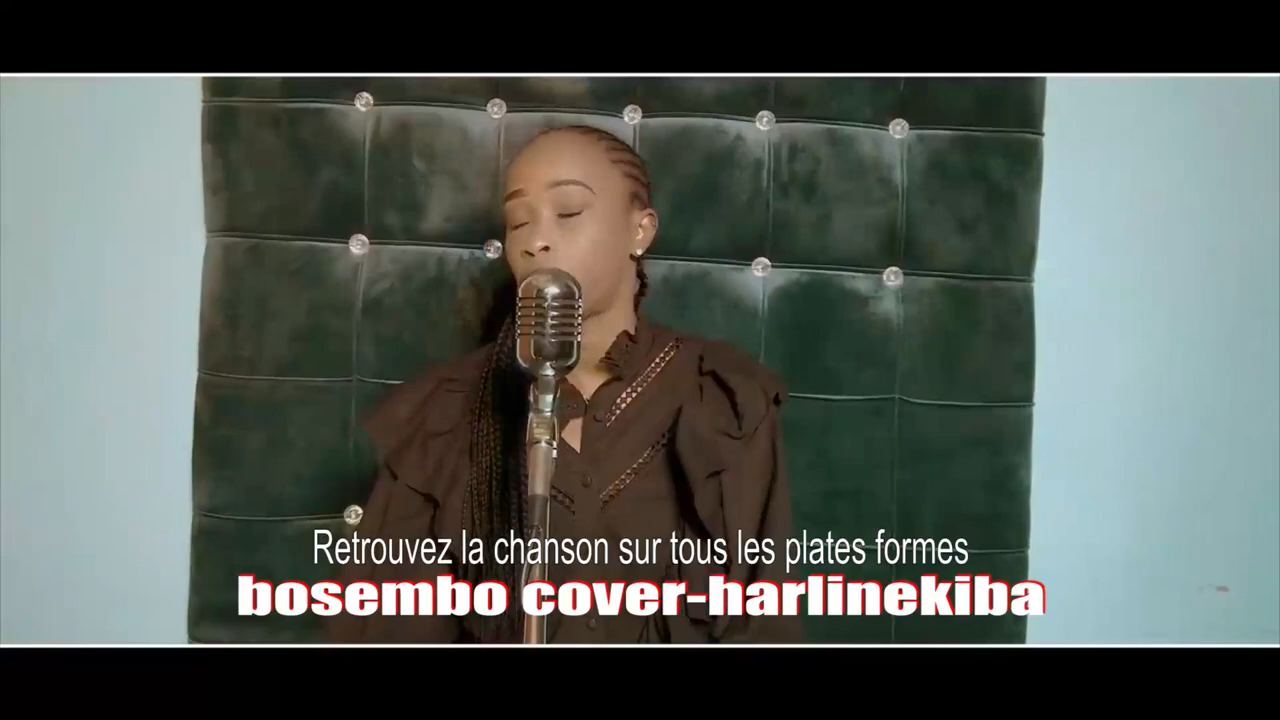 Retrouvez la chanson sur tous les plates formes
bosembo cover-harlinekiba